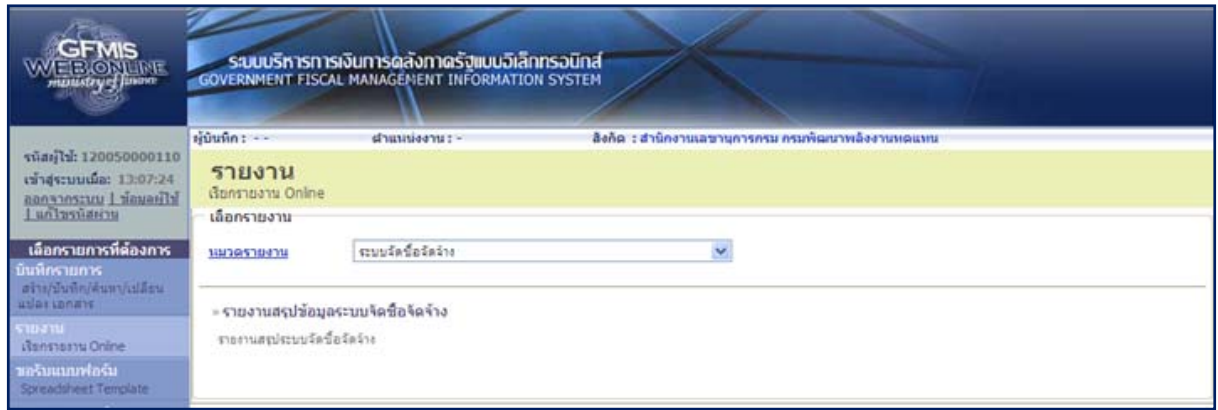 GFMIS
WEB ONLINE
ministry of finance
ระบบบริหารการเงินการคลังภาครัฐแบบอิเล็กทรอนิกส์
GOVERNMENT FISCAL MANAGEMENT INFORMATION SYSTEM
ผู้บันทึก : - - ตำแหน่งงาน : - สังกัด : สำนักงานเลขานุการกรม กรมพัฒนาพลังงานทดแทน
รหัสผู้ใช้: 120050000110
เข้าสู่ระบบเมื่อ: 13:07:24
ออกจากระบบ | ข้อมูลผู้ใช้
| แก้ไขรหัสผ่าน
เลือกรายการที่ต้องการ
บันทึกรายการ
สร้าง/บันทึก/ค้นหา/เปลี่ยน
แปลง เอกสาร
รายงาน
เรียกรายงาน Online
ขอรับแบบฟอร์ม
Spreadsheet Template
รายงาน
เรียกรายงาน Online
เลือกรายงาน
หมวดรายงาน ระบบจัดซื้อจัดจ้าง
» รายงานสรุปข้อมูลระบบจัดซื้อจัดจ้าง
รายงานสรุประบบจัดซื้อจัดจ้าง